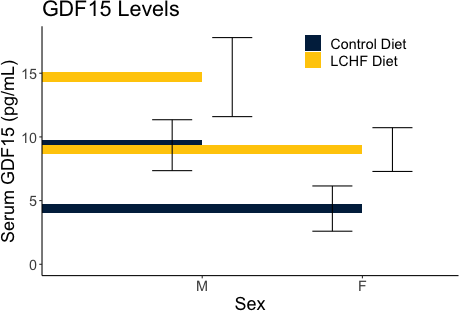 GDF15 Levels
Control Diet
LCHF Diet
Serum GDF15 (pg/mL)
15
10
5
0
M F
Sex